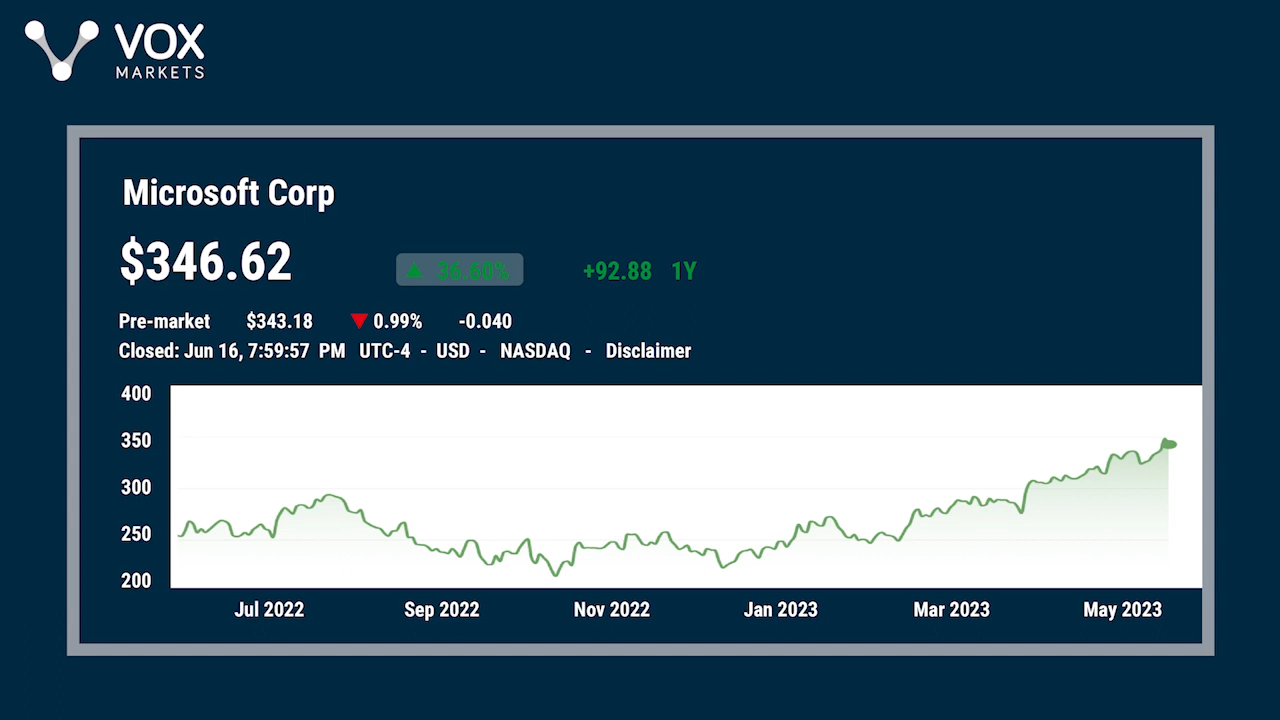 VOX
MARKETS
Microsoft Corp
$346.62 ▲ 36.60% +92.88 1Y
Pre-market $343.18 ▼ 0.99% -0.040
Closed: Jun 16, 7:59:57 PM UTC-4 - USD - NASDAQ - Disclaimer
400
350
300
250
200
Jul 2022 Sep 2022 Nov 2022 Jan 2023 Mar 2023 May 2023